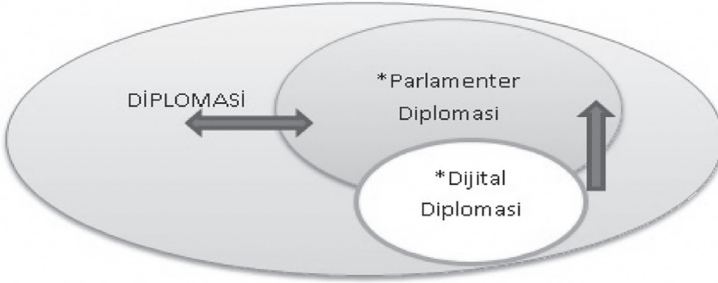 DİPLOMASİ
*Parlamenter
Diplomasi
*Dijital
Diplomasi